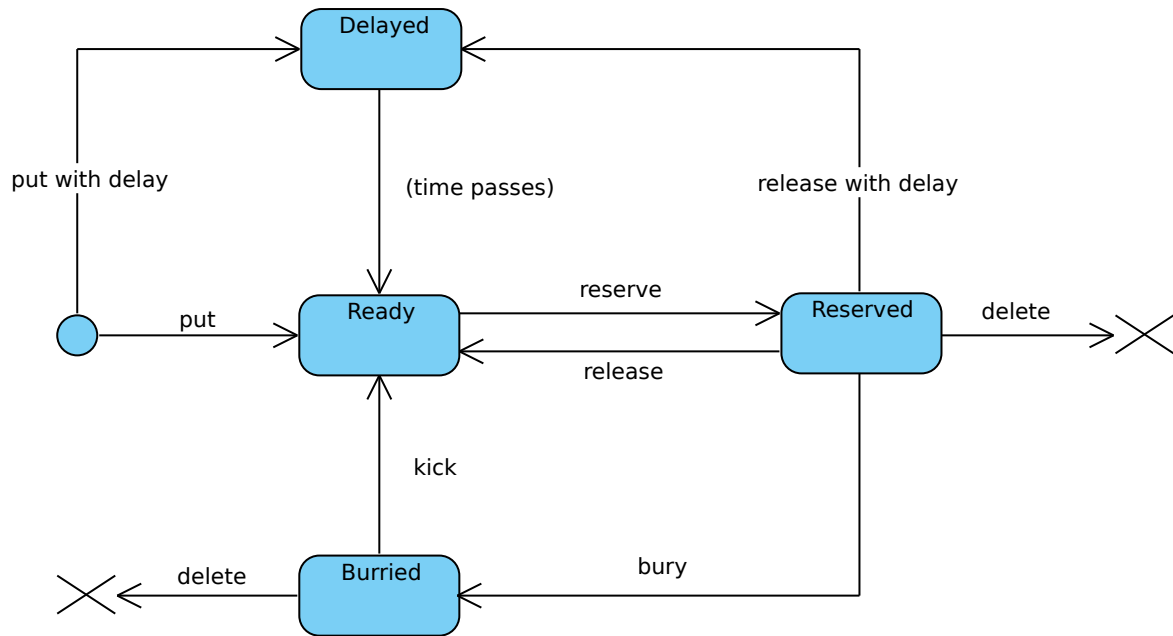 Delayed
put with delay
(time passes)
release with delay
put
Ready
reserve
Reserved
delete
release
kick
delete
Burried
bury